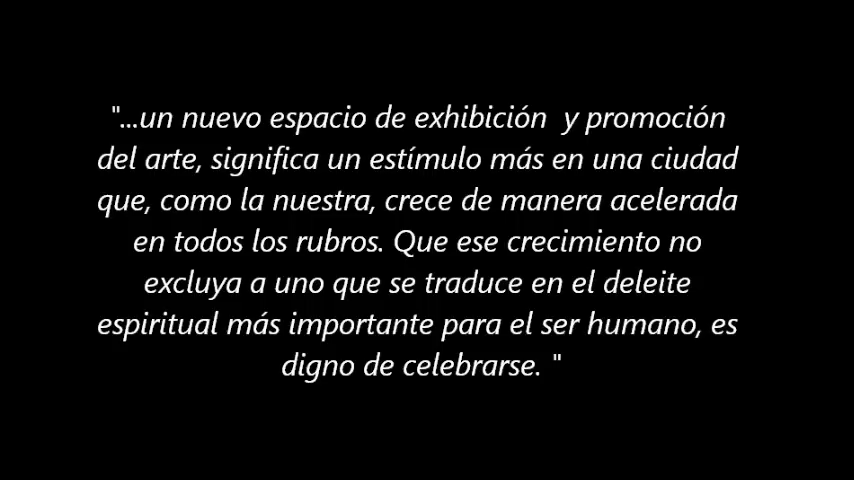 "...un nuevo espacio de exhibición  y promoción
del arte, significa un estímulo más en una ciudad
que, como la nuestra, crece de manera acelerada
en todos los rubros. Que ese crecimiento no
excluya a uno que se traduce en el deleite
espiritual más importante para el ser humano, es
digno de celebrarse. "